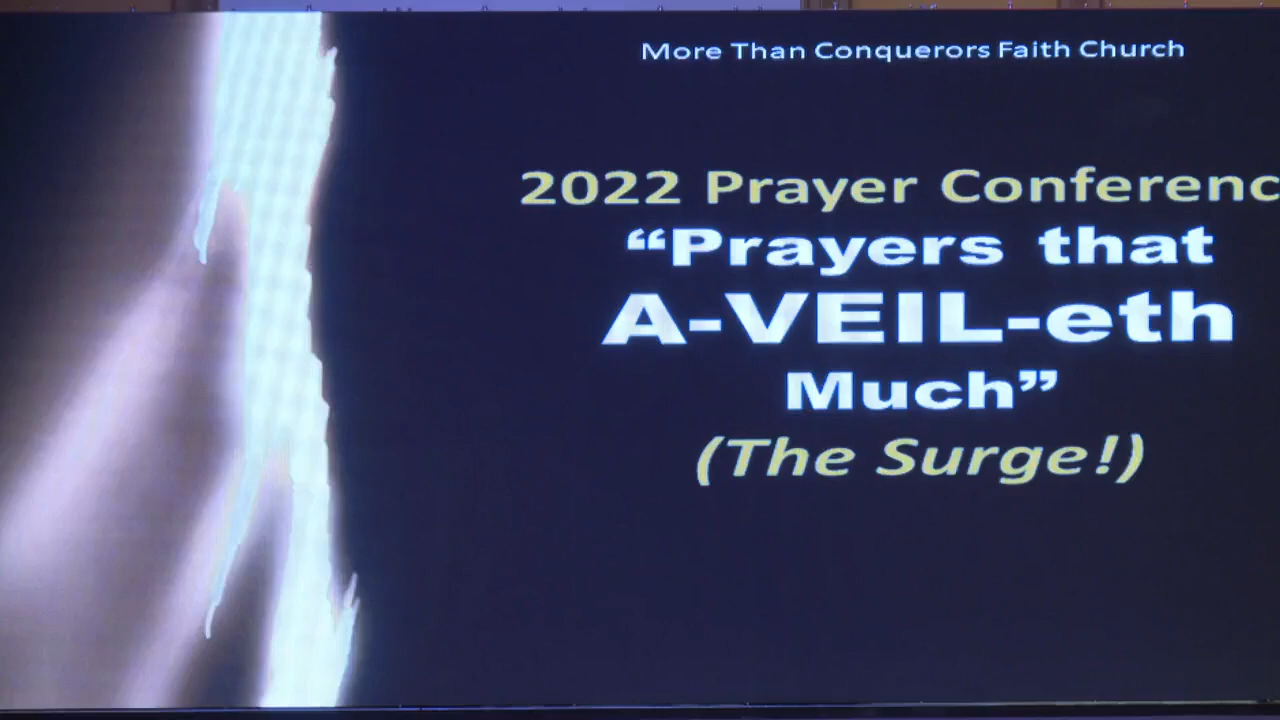 More Than Conquerors Faith Church
2022 Prayer Conferenc
“Prayers that
A-VEIL-eth
Much”
(The Surge!)